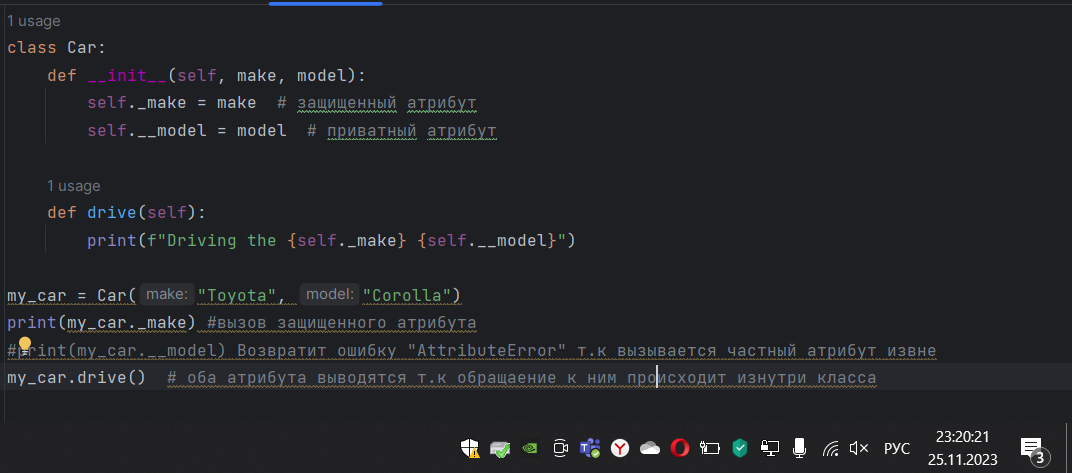 1 usage
class Car:
    def __init__(self, make, model):
        self._make = make  # защищенный атрибут
        self.__model = model  # приватный атрибут
    1 usage
    def drive(self):
        print(f"Driving the {self._make} {self.__model}")
my_car = Car( make: "Toyota",  model: "Corolla")
print(my_car._make) #вызов защищенного атрибута
#print(my_car.__model) Возвратит ошибку "AttributeError" т.к вызывается частный атрибут извне
my_car.drive()  # оба атрибута выводятся т.к обращаение к ним происходит изнутри класса
РУС
23:20:21
25.11.2023
3